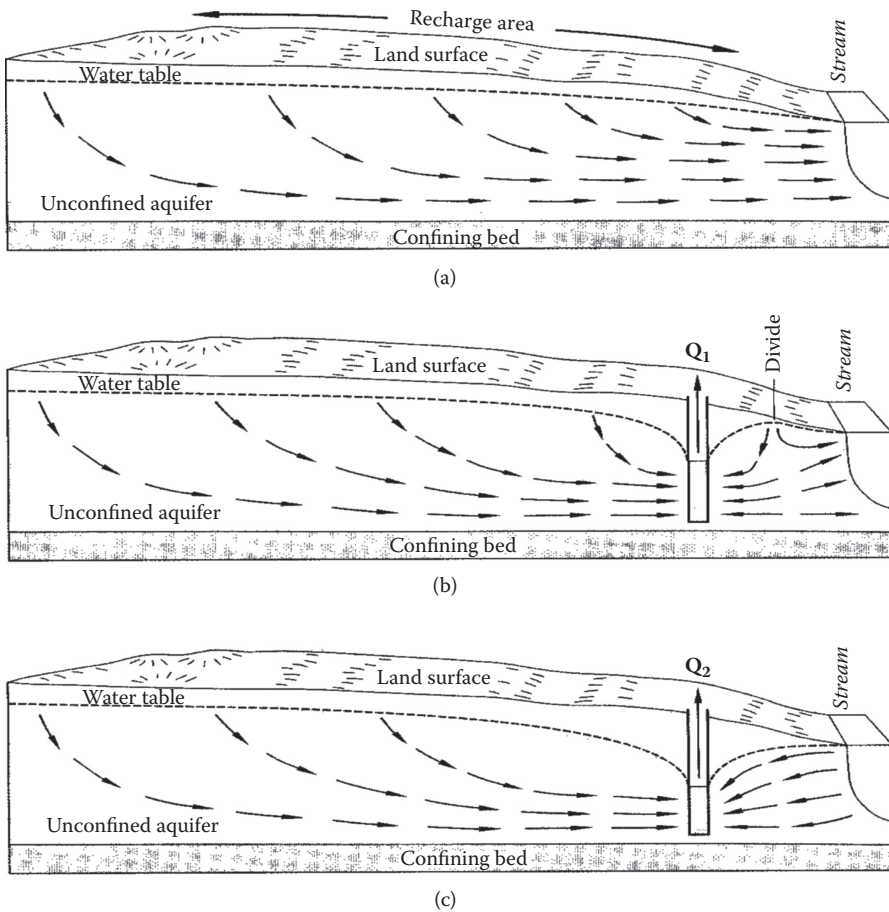 Recharge area
Land surface
Stream
Water table
Unconfined aquifer
Confining bed
(a)
Q₁
Divide
Stream
Land surface
Water table
Unconfined aquifer
Confining bed
(b)
Q₂
Stream
Land surface
Water table
Unconfined aquifer
Confining bed
(c)